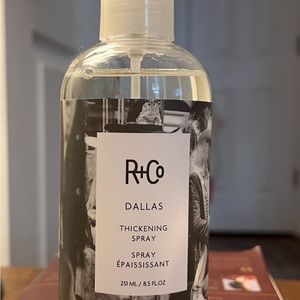 R+Co
DALLAS
THICKENING
SPRAY
SPRAY
ÉPAISSISSANT
251 ML / 8.5 FL.OZ